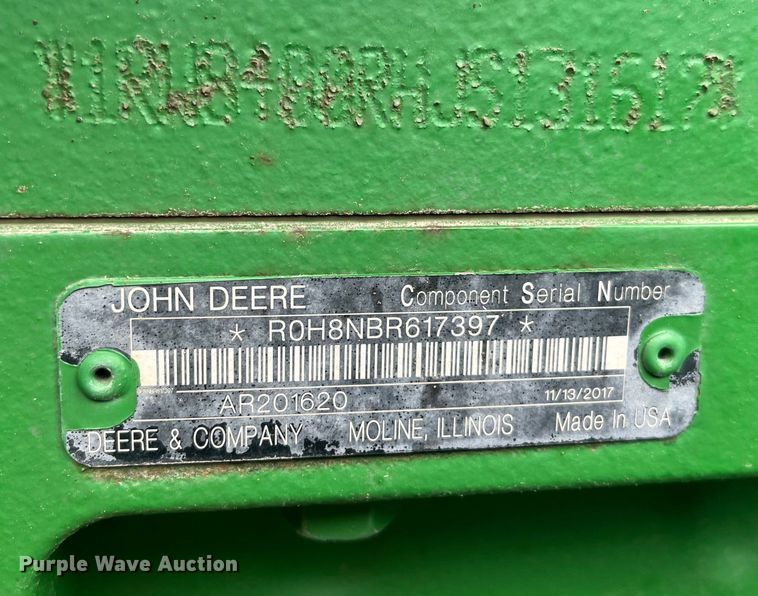 JOHN DEERE Component Serial Number
* R0H8NBR617397 *
AR201620 11/13/2017
DEERE & COMPANY MOLINE, ILLINOIS Made In USA
Purple Wave Auction